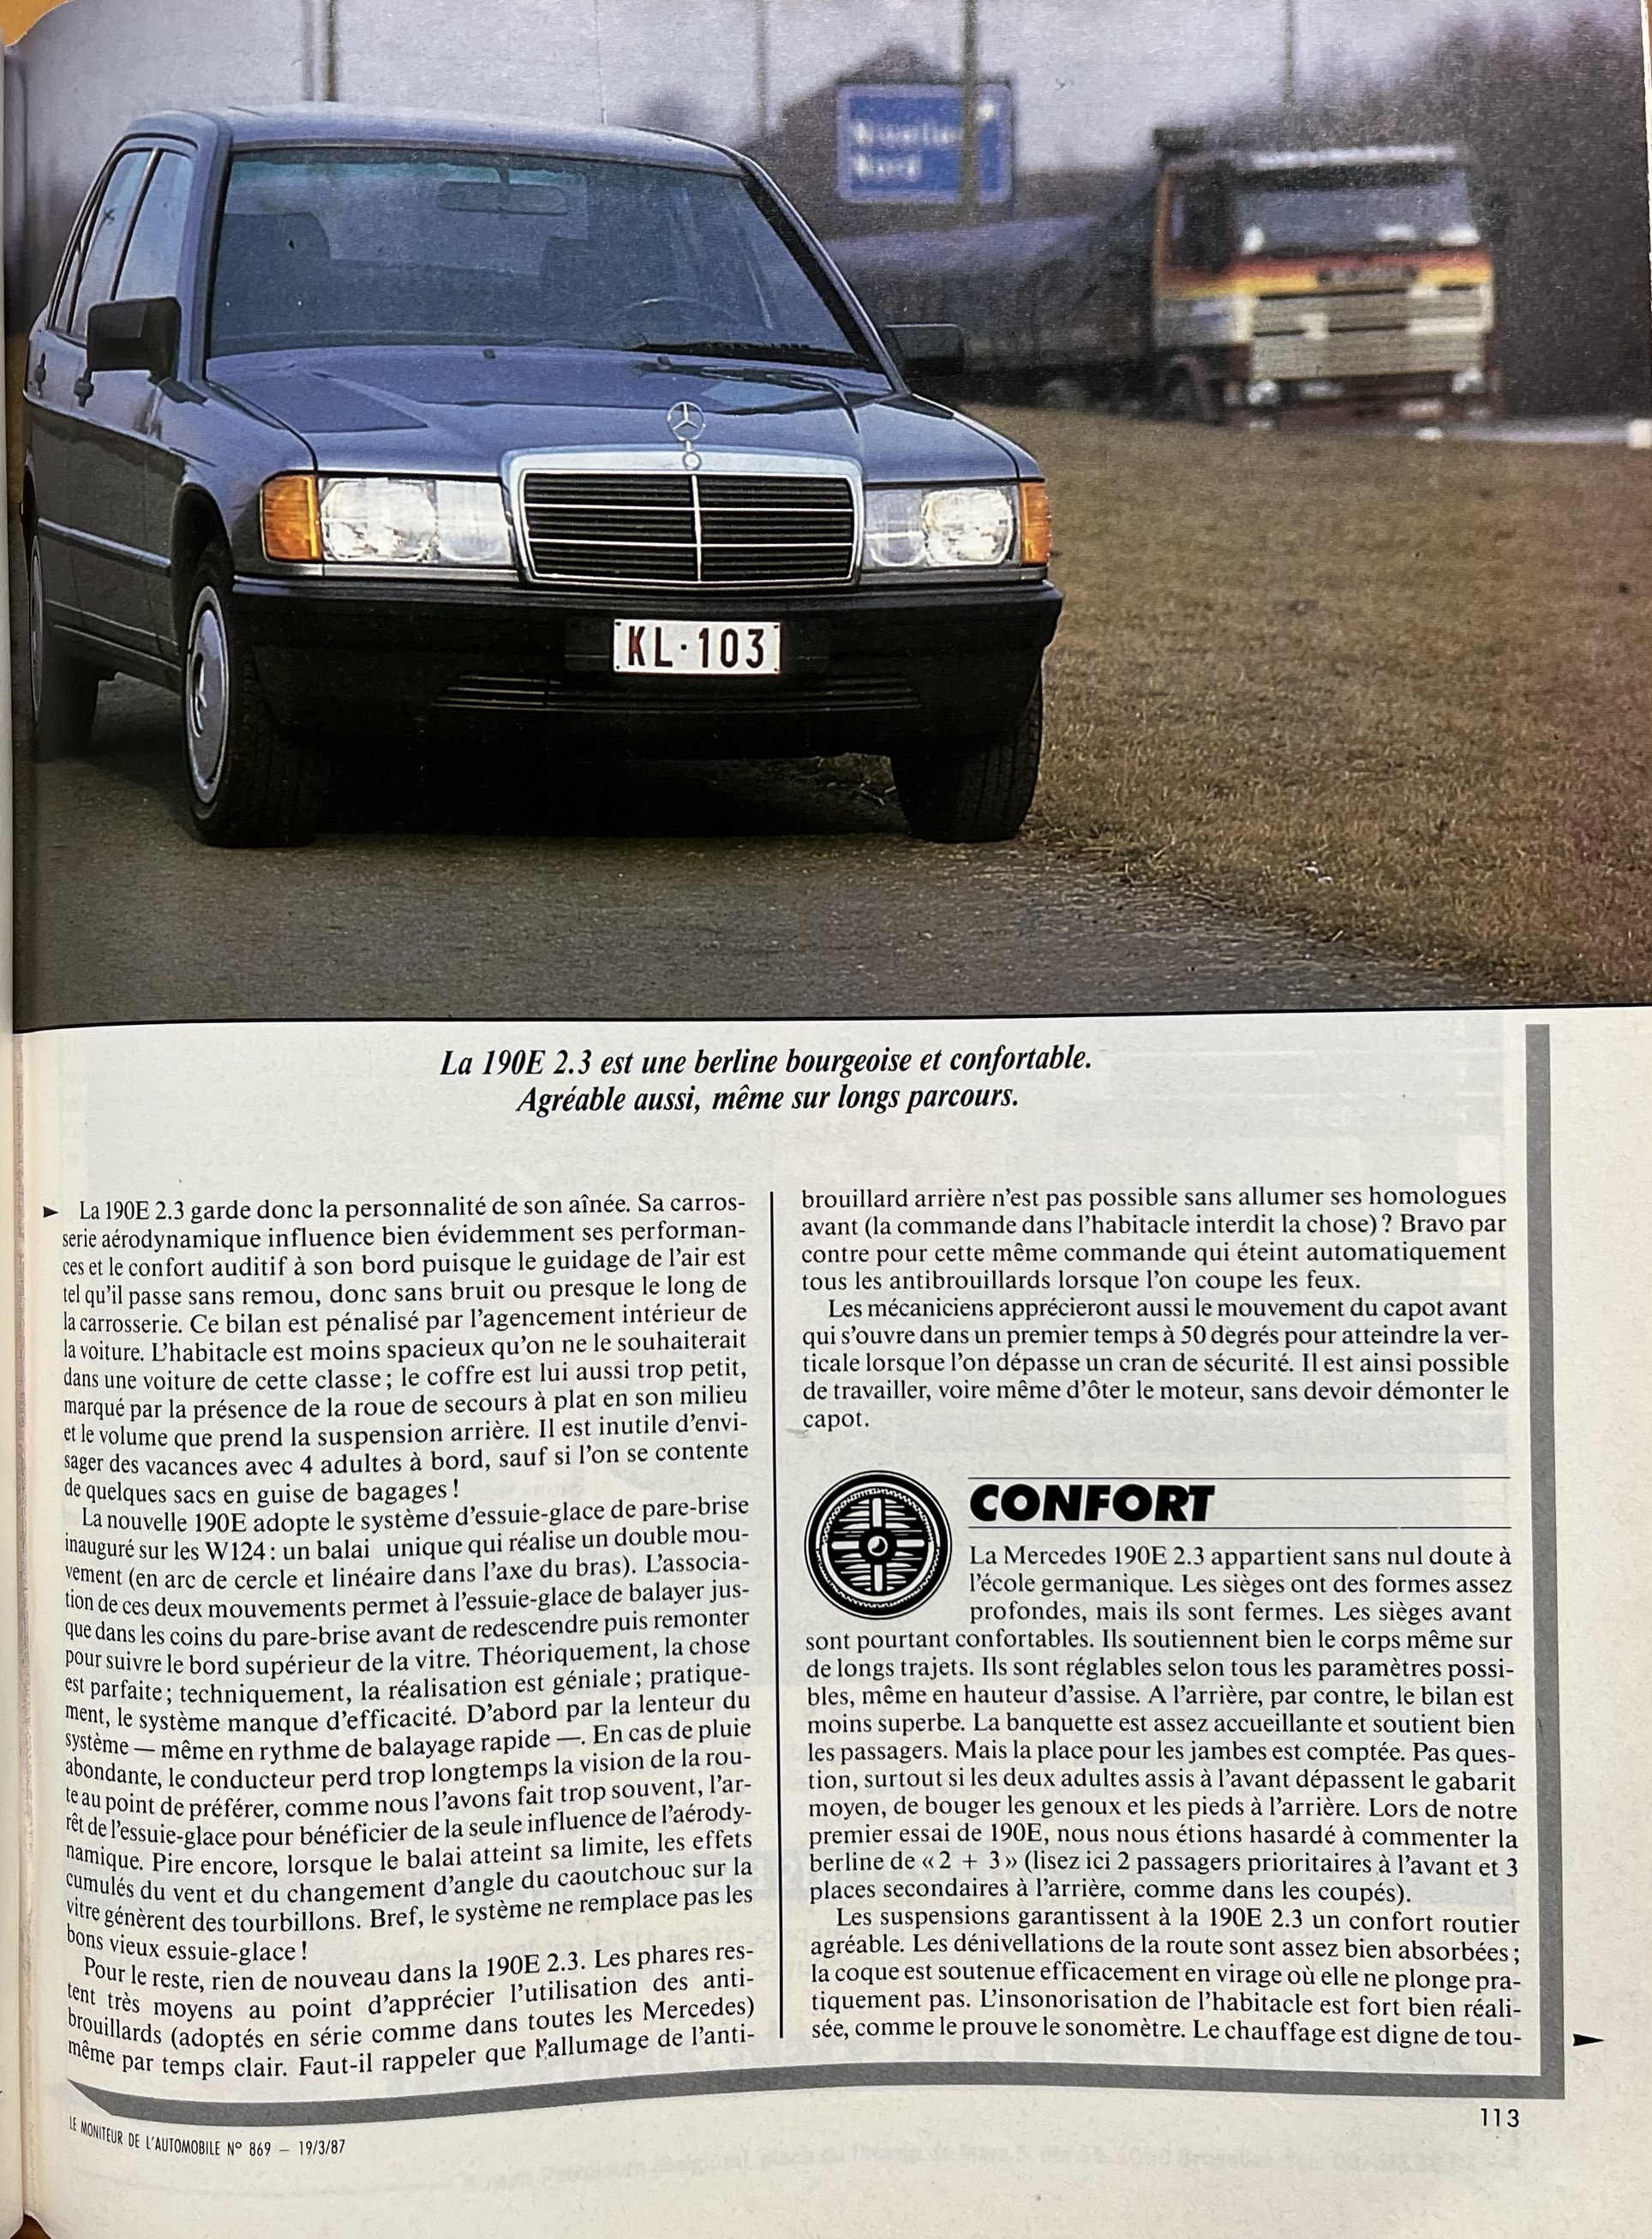 Nord
KL·103
La 190E 2.3 est une berline bourgeoise et confortable.
Agréable aussi, même sur longs parcours.
► La 190E 2.3 garde donc la personnalité de son aînée. Sa carros-
serie aérodynamique influence bien évidemment ses performan-
ces et le confort auditif à son bord puisque le guidage de l'air est
tel qu'il passe sans remou, donc sans bruit ou presque le long de
la carrosserie. Ce bilan est pénalisé par l'agencement intérieur de
la voiture. L'habitacle est moins spacieux qu'on ne le souhaiterait
dans une voiture de cette classe; le coffre est lui aussi trop petit,
marqué par la présence de la roue de secours à plat en son milieu
et le volume que prend la suspension arrière. Il est inutile d'envi-
sager des vacances avec 4 adultes à bord, sauf si l'on se contente
de quelques sacs en guise de bagages!
La nouvelle 190E adopte le système d'essuie-glace de pare-brise
inauguré sur les W124: un balai unique qui réalise un double mou-
vement (en arc de cercle et linéaire dans l'axe du bras). L'associa-
tion de ces deux mouvements permet à l'essuie-glace de balayer jus-
que dans les coins du pare-brise avant de redescendre puis remonter
pour suivre le bord supérieur de la vitre. Théoriquement, la chose
est parfaite; techniquement, la réalisation est géniale; pratique-
ment, le système manque d'efficacité. D'abord par la lenteur du
système — même en rythme de balayage rapide —. En cas de pluie
abondante, le conducteur perd trop longtemps la vision de la rou-
te au point de préférer, comme nous l'avons fait trop souvent, l'ar-
rêt de l'essuie-glace pour bénéficier de la seule influence de l'aérody-
namique. Pire encore, lorsque le balai atteint sa limite, les effets
cumulés du vent et du changement d'angle du caoutchouc sur la
vitre génèrent des tourbillons. Bref, le système ne remplace pas les
bons vieux essuie-glace!
Pour le reste, rien de nouveau dans la 190E 2.3. Les phares res-
tent très moyens au point d'apprécier l'utilisation des anti-
brouillards (adoptés en série comme dans toutes les Mercedes)
même par temps clair. Faut-il rappeler que l'allumage de l'anti-
brouillard arrière n'est pas possible sans allumer ses homologues
avant (la commande dans l'habitacle interdit la chose)? Bravo par
contre pour cette même commande qui éteint automatiquement
tous les antibrouillards lorsque l'on coupe les feux.
Les mécaniciens apprécieront aussi le mouvement du capot avant
qui s'ouvre dans un premier temps à 50 degrés pour atteindre la ver-
ticale lorsque l'on dépasse un cran de sécurité. Il est ainsi possible
de travailler, voire même d'ôter le moteur, sans devoir démonter le
capot.
CONFORT
La Mercedes 190E 2.3 appartient sans nul doute à
l'école germanique. Les sièges ont des formes assez
profondes, mais ils sont fermes. Les sièges avant
sont pourtant confortables. Ils soutiennent bien le corps même sur
de longs trajets. Ils sont réglables selon tous les paramètres possi-
bles, même en hauteur d'assise. A l'arrière, par contre, le bilan est
moins superbe. La banquette est assez accueillante et soutient bien
les passagers. Mais la place pour les jambes est comptée. Pas ques-
tion, surtout si les deux adultes assis à l'avant dépassent le gabarit
moyen, de bouger les genoux et les pieds à l'arrière. Lors de notre
premier essai de 190E, nous nous étions hasardé à commenter la
berline de «2 + 3» (lisez ici 2 passagers prioritaires à l'avant et 3
places secondaires à l'arrière, comme dans les coupés).
Les suspensions garantissent à la 190E 2.3 un confort routier
agréable. Les dénivellations de la route sont assez bien absorbées;
la coque est soutenue efficacement en virage où elle ne plonge pra-
tiquement pas. L'insonorisation de l'habitacle est fort bien réali-
sée, comme le prouve le sonomètre. Le chauffage est digne de tou- ►
LE MONITEUR DE L'AUTOMOBILE N° 869 – 19/3/87
113